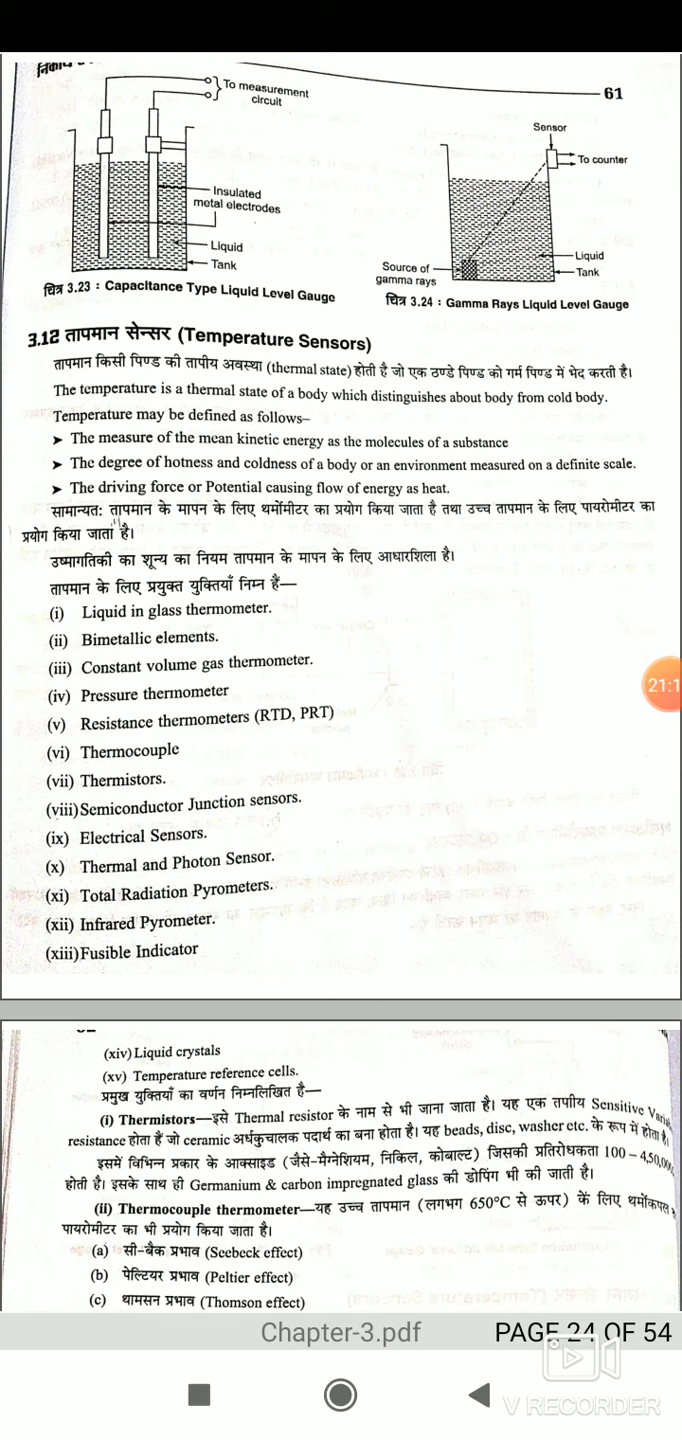 61
To measurement
circuit
Insulated
metal electrodes
Liquid
Tank
चित्र 3.23 : Capacitance Type Liquid Level Gauge
Sensor
To counter
Source of
gamma rays
Liquid
Tank
चित्र 3.24 : Gamma Rays Liquid Level Gauge
3.12 तापमान सेन्सर (Temperature Sensors)
तापमान किसी पिण्ड की तापीय अवस्था (thermal state) होती है जो एक ठण्डे पिण्ड को गर्म पिण्ड में भेद करती है।
The temperature is a thermal state of a body which distinguishes about body from cold body.
Temperature may be defined as follows–
➤ The measure of the mean kinetic energy as the molecules of a substance
➤ The degree of hotness and coldness of a body or an environment measured on a definite scale.
➤ The driving force or Potential causing flow of energy as heat.
सामान्यत: तापमान के मापन के लिए थर्मोमीटर का प्रयोग किया जाता है तथा उच्च तापमान के लिए पायरोमीटर का
प्रयोग किया जाता है।
उष्मागतिकी का शून्य का नियम तापमान के मापन के लिए आधारशिला है।
तापमान के लिए प्रयुक्त युक्तियाँ निम्न हैं—
(i) Liquid in glass thermometer.
(ii) Bimetallic elements.
(iii) Constant volume gas thermometer.
(iv) Pressure thermometer
(v) Resistance thermometers (RTD, PRT)
(vi) Thermocouple
(vii) Thermistors.
(viii) Semiconductor Junction sensors.
(ix) Electrical Sensors.
(x) Thermal and Photon Sensor.
(xi) Total Radiation Pyrometers.
(xii) Infrared Pyrometer.
(xiii) Fusible Indicator
21:1
(xiv) Liquid crystals
(xv) Temperature reference cells.
प्रमुख युक्तियाँ का वर्णन निम्नलिखित है—
(i) Thermistors—इसे Thermal resistor के नाम से भी जाना जाता है। यह एक तपीय Sensitive
resistance होता हैं जो ceramic अर्धकुचालक पदार्थ का बना होता है। यह beads, disc, washer etc. के रूप में होता है।
इसमें विभिन्न प्रकार के आक्साइड (जैसे-मैग्नेशियम, निकिल, कोबाल्ट) जिसकी प्रतिरोधकता 100 –
होती है। इसके साथ ही Germanium & carbon impregnated glass की डोपिंग भी की जाती है।
(ii) Thermocouple thermometer—यह उच्च तापमान (लगभग 650°C से ऊपर) के लिए थर्मोकपल
पायरोमीटर का भी प्रयोग किया जाता है।
(a) सी-बैक प्रभाव (Seebeck effect)
(b) पेल्टियर प्रभाव (Peltier effect)
(c) थामसन प्रभाव (Thomson effect)
Chapter-3.pdf PAGE 24 OF 54
V RECORDER